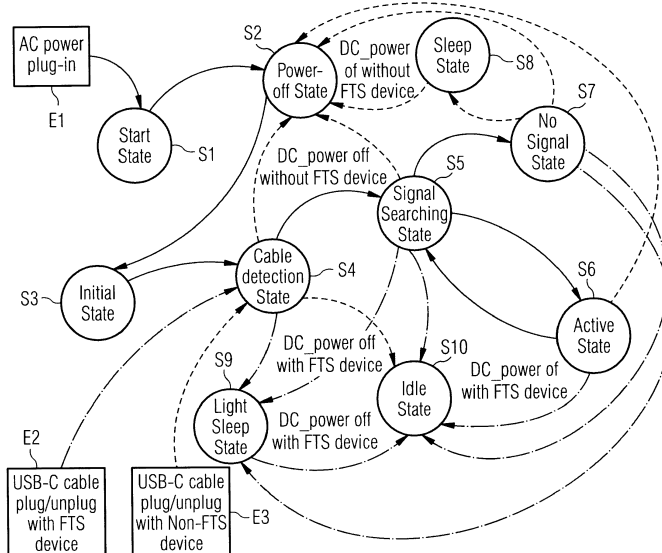 AC power
plug-in
E1
Start
State
S1
S2
Power-
off State
DC_power
of without
FTS device
Sleep
State
S8
S7
No
Signal
State
DC_power off
without FTS device
S5
Signal
Searching
State
S3
Initial
State
Cable
detection
State
S4
S6
Active
State
DC_power off
with FTS device
S9
Light
Sleep
State
S10
Idle
State
DC_power of
with FTS device
DC_power off
with FTS device
E2
USB-C cable
plug/unplug
with FTS
device
USB-C cable
plug/unplug
with Non-FTS
device
E3